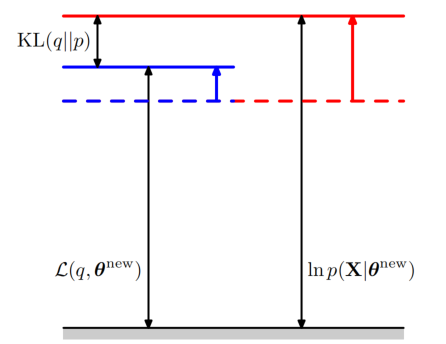 KL(q||p)
ℒ(q, θ^new)
ln p(X|θ^new)